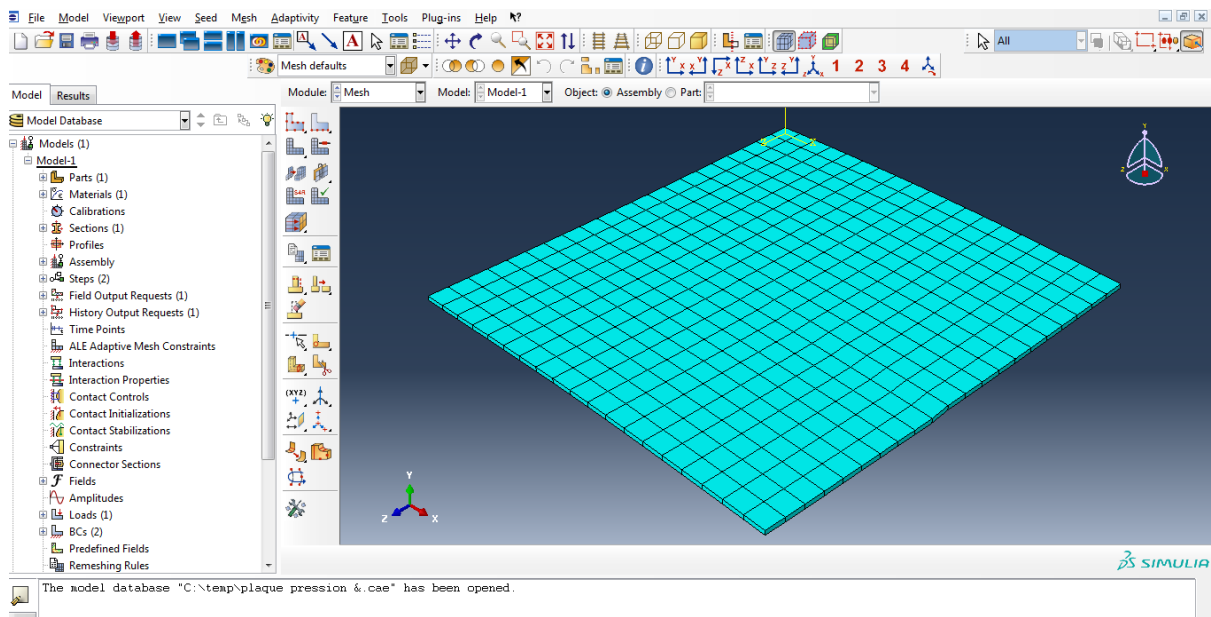 File Model Viewport View Seed Mesh Adaptivity Feature Tools Plug-ins Help
All
Mesh defaults
1 2 3 4
Model Results
Module: Mesh Model: Model-1 Object: Assembly Part:
Model Database
Models (1)
Model-1
Parts (1)
Materials (1)
Calibrations
Sections (1)
Profiles
Assembly
Steps (2)
Field Output Requests (1)
History Output Requests (1)
Time Points
ALE Adaptive Mesh Constraints
Interactions
Interaction Properties
Contact Controls
Contact Initializations
Contact Stabilizations
Constraints
Connector Sections
Fields
Amplitudes
Loads (1)
BCs (2)
Predefined Fields
Remeshing Rules
S4R
(XYZ)
Y
Z X
Y
Z X
SIMULIA
The model database "C:\temp\plaque pression &.cae" has been opened.